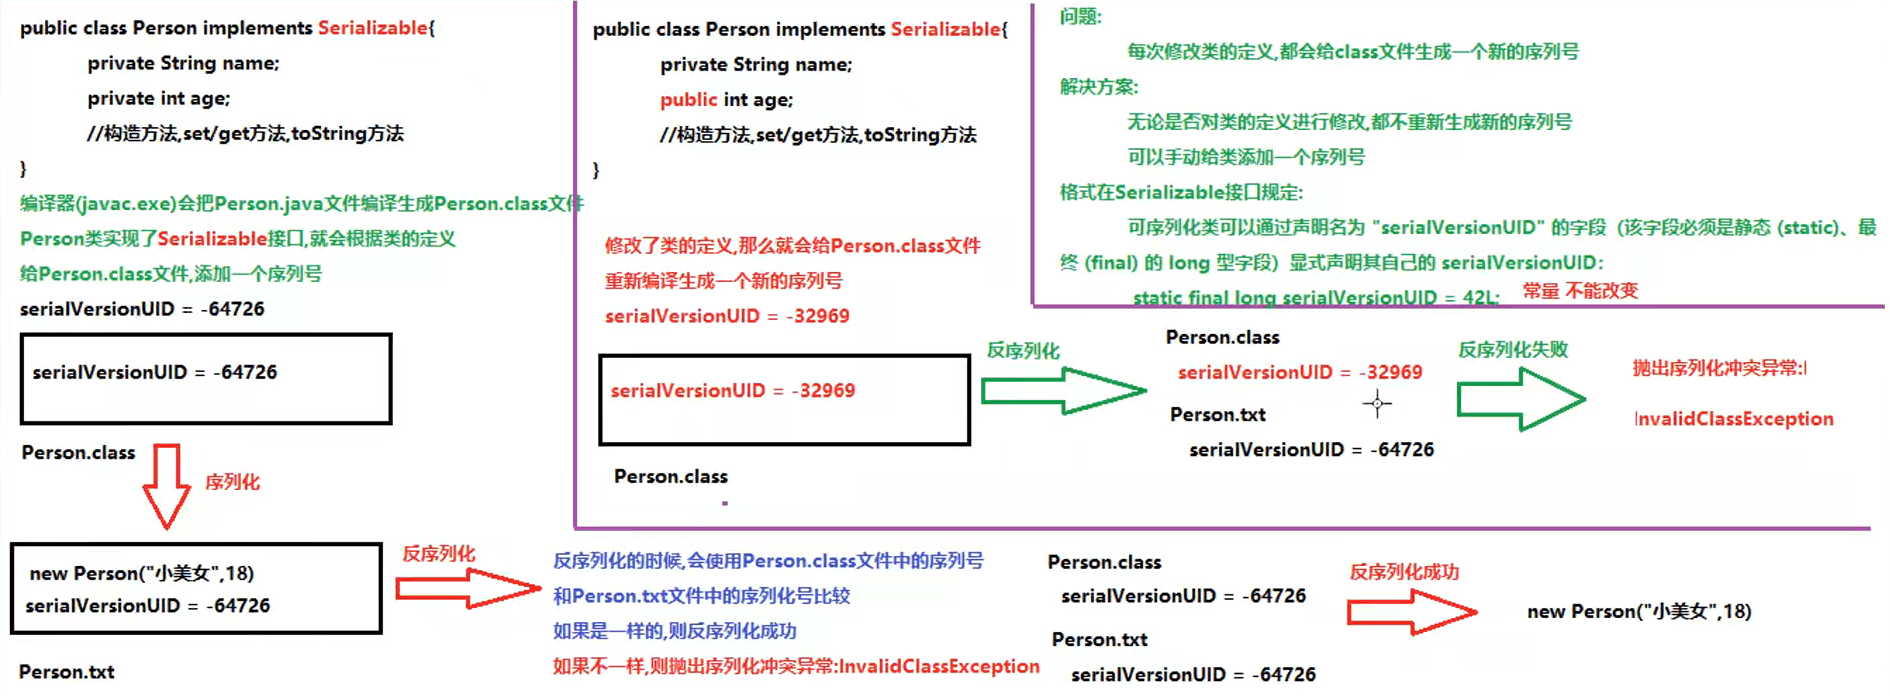 public class Person implements Serializable{
private String name;
private int age;
//构造方法,set/get方法,toString方法
}
编译器(javac.exe)会把Person.java文件编译生成Person.class文件
Person类实现了Serializable接口,就会根据类的定义
给Person.class文件,添加一个序列号
serialVersionUID = -64726
serialVersionUID = -64726
Person.class
序列化
new Person("小美女",18)
serialVersionUID = -64726
Person.txt
反序列化
反序列化的时候,会使用Person.class文件中的序列号
和Person.txt文件中的序列化号比较
如果是一样的,则反序列化成功
如果不一样,则抛出序列化冲突异常:InvalidClassException
Person.class
serialVersionUID = -64726
Person.txt
serialVersionUID = -64726
反序列化成功
new Person("小美女",18)
public class Person implements Serializable{
private String name;
public int age;
//构造方法,set/get方法,toString方法
}
修改了类的定义,那么就会给Person.class文件
重新编译生成一个新的序列号
serialVersionUID = -32969
serialVersionUID = -32969
Person.class
反序列化
Person.class
serialVersionUID = -32969
Person.txt
serialVersionUID = -64726
反序列化失败
抛出序列化冲突异常:
InvalidClassException
问题:
每次修改类的定义,都会给class文件生成一个新的序列号
解决方案:
无论是否对类的定义进行修改,都不重新生成新的序列号
可以手动给类添加一个序列号
格式在Serializable接口规定:
可序列化类可以通过声明名为 "serialVersionUID" 的字段（该字段必须是静态 (static)、最
终 (final) 的 long 型字段）显式声明其自己的 serialVersionUID:
static final long serialVersionUID = 42L; 常量 不能改变